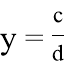 y = c/d